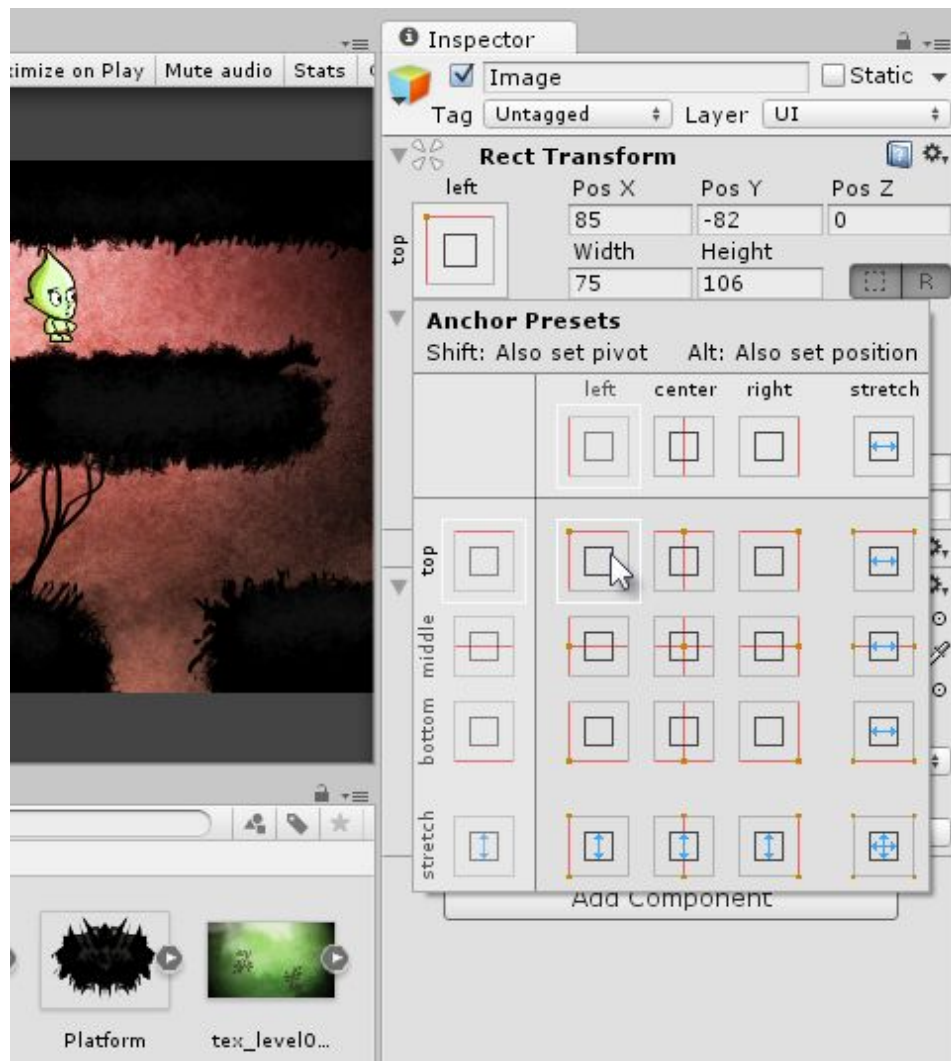 Inspector
ximize on Play Mute audio Stats
Image Static
Tag Untagged Layer UI
Rect Transform
left Pos X Pos Y Pos Z
85 -82 0
top
Width Height
75 106 R
Anchor Presets
Shift: Also set pivot Alt: Also set position
left center right stretch
top
middle
bottom
stretch
Add Component
Platform tex_level0...